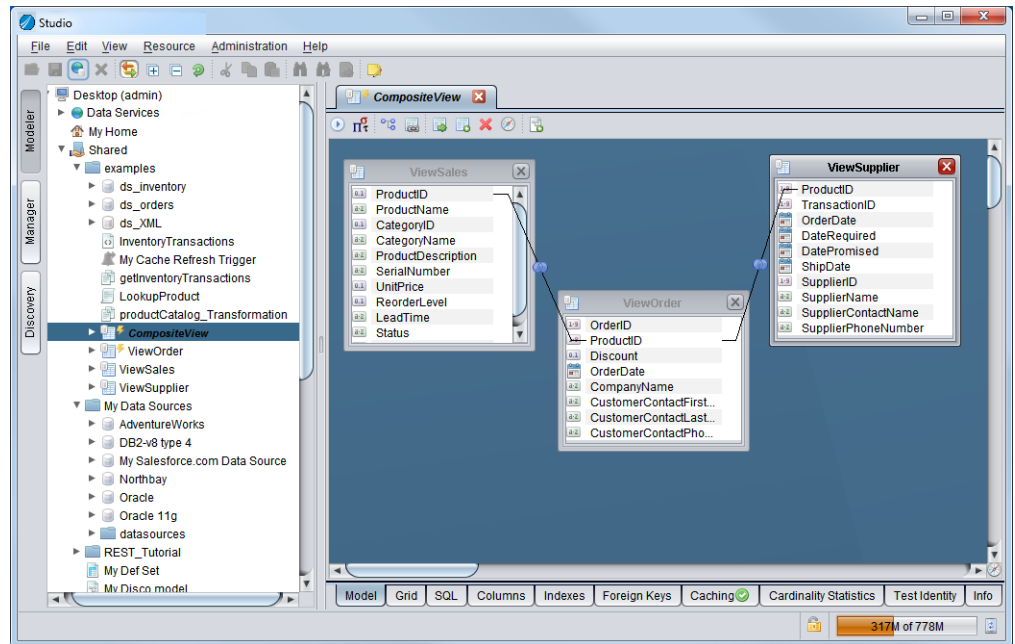 Studio
File Edit View Resource Administration Help
Modeler
Manager
Discovery
Desktop (admin)
Data Services
My Home
Shared
examples
ds_inventory
ds_orders
ds_XML
InventoryTransactions
My Cache Refresh Trigger
getInventoryTransactions
LookupProduct
productCatalog_Transformation
CompositeView
ViewOrder
ViewSales
ViewSupplier
My Data Sources
AdventureWorks
DB2-v8 type 4
My Salesforce.com Data Source
Northbay
Oracle
Oracle 11g
datasources
REST_Tutorial
My Def Set
My Disco model
CompositeView
ViewSales
ProductID
ProductName
CategoryID
CategoryName
ProductDescription
SerialNumber
UnitPrice
ReorderLevel
LeadTime
Status
ViewOrder
OrderID
ProductID
Discount
OrderDate
CompanyName
CustomerContactFirst...
CustomerContactLast...
CustomerContactPho...
ViewSupplier
ProductID
TransactionID
OrderDate
DateRequired
DatePromised
ShipDate
SupplierID
SupplierName
SupplierContactName
SupplierPhoneNumber
Model Grid SQL Columns Indexes Foreign Keys Caching Cardinality Statistics Test Identity Info
317M of 778M